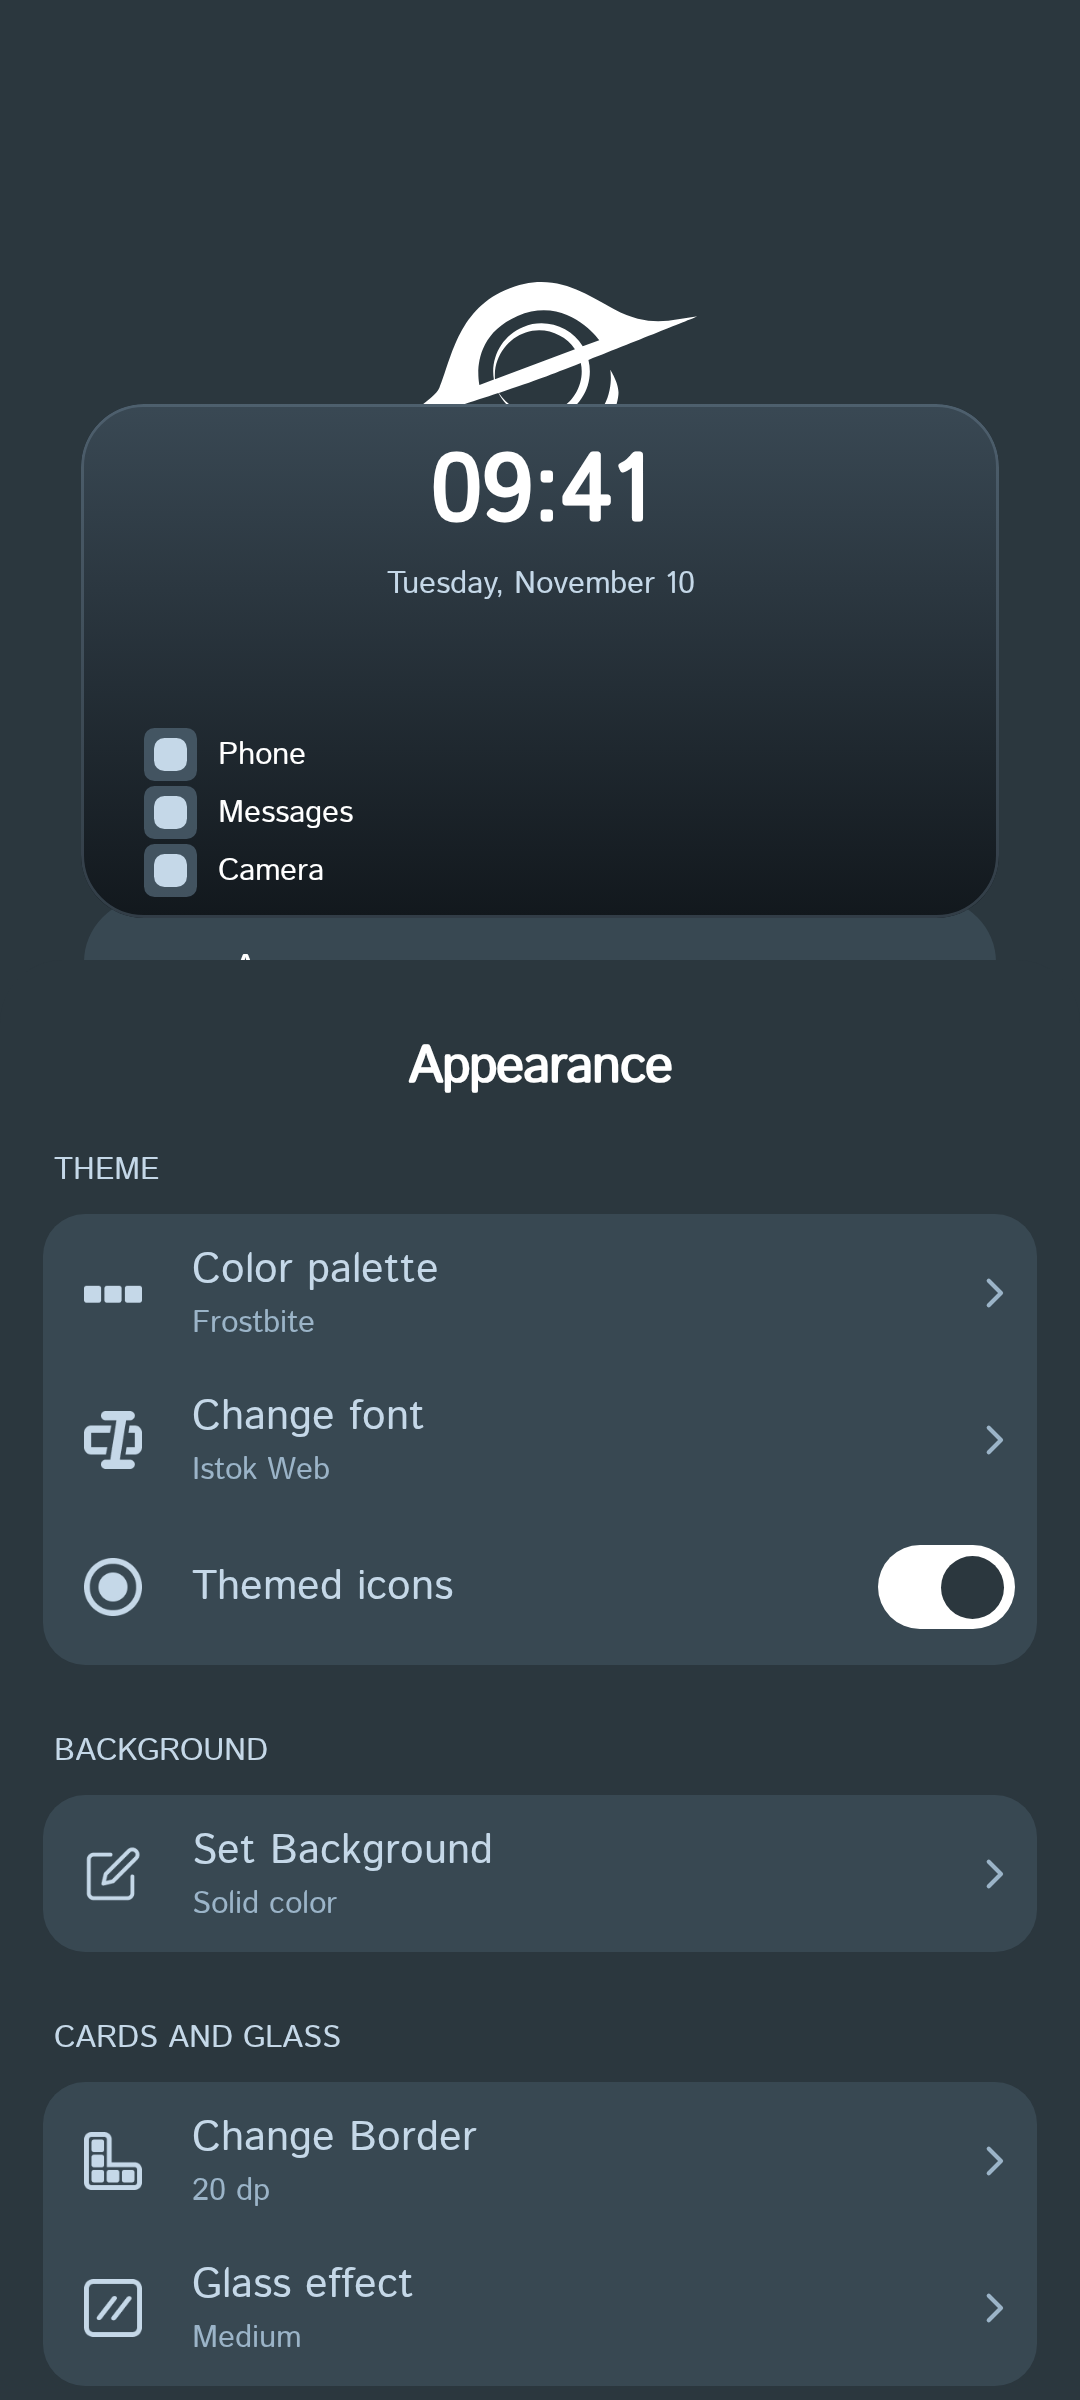 09:41
Tuesday, November 10
Phone
Messages
Camera
Appearance
THEME
Color palette
Frostbite
Change font
Istok Web
Themed icons
BACKGROUND
Set Background
Solid color
CARDS AND GLASS
Change Border
20 dp
Glass effect
Medium